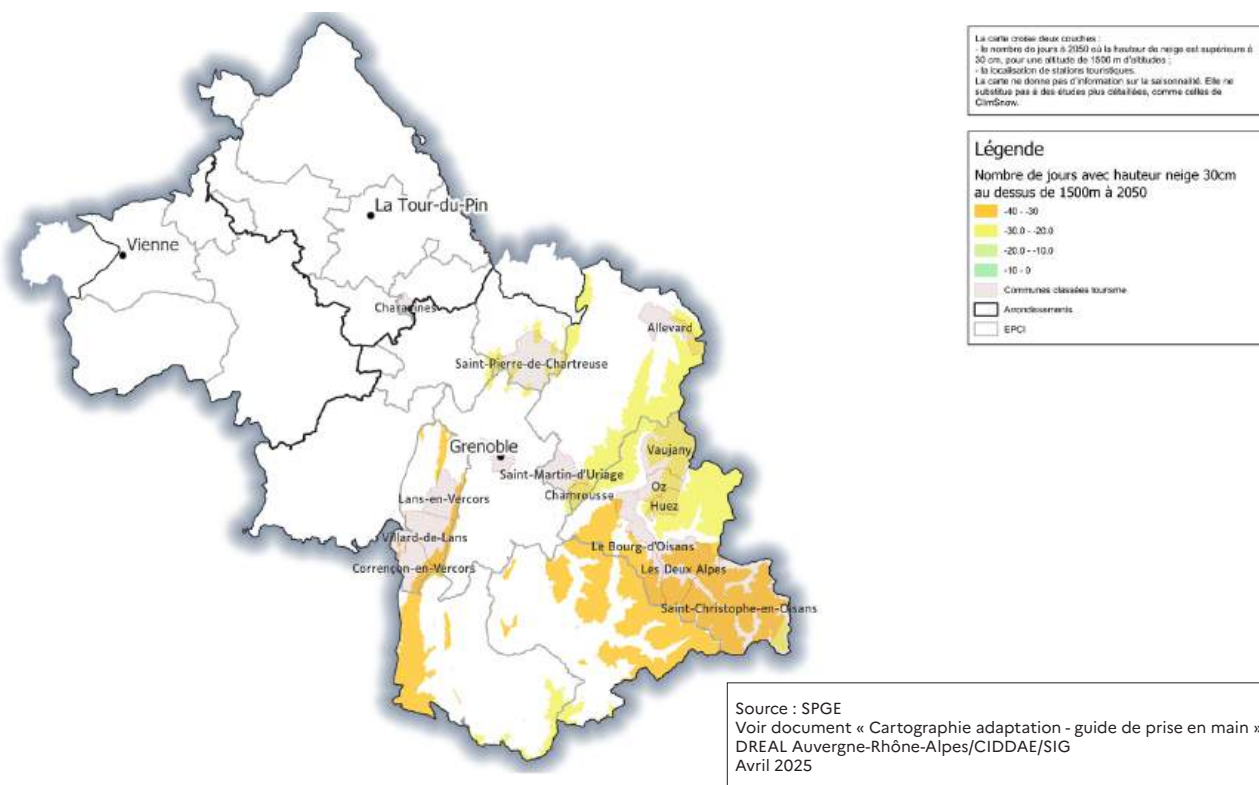 La carte croise deux couches :
- le nombre de jours à 2050 où la hauteur de neige est supérieure à
30 cm, pour une altitude de 1500 m d'altitudes ;
- la localisation de stations touristiques.
La carte ne donne pas d'information sur la saisonnalité. Elle ne
substitue pas à des études plus détaillées, comme celles de
ClimSnow.
Légende
Nombre de jours avec hauteur neige 30cm
au dessus de 1500m à 2050
-40 - -30
-30.0 - -20.0
-20.0 - -10.0
-10 - 0
Communes classées tourisme
Arrondissements
EPCI
La Tour-du-Pin
Vienne
Charavines
Allevard
Saint-Pierre-de-Chartreuse
Grenoble
Vaujany
Saint-Martin-d'Uriage
Oz
Chamrousse
Lans-en-Vercors
Huez
Villard-de-Lans
Le Bourg-d'Oisans
Corrençon-en-Vercors
Les Deux Alpes
Saint-Christophe-en-Oisans
Source : SPGE
Voir document « Cartographie adaptation - guide de prise en main »
DREAL Auvergne-Rhône-Alpes/CIDDAE/SIG
Avril 2025